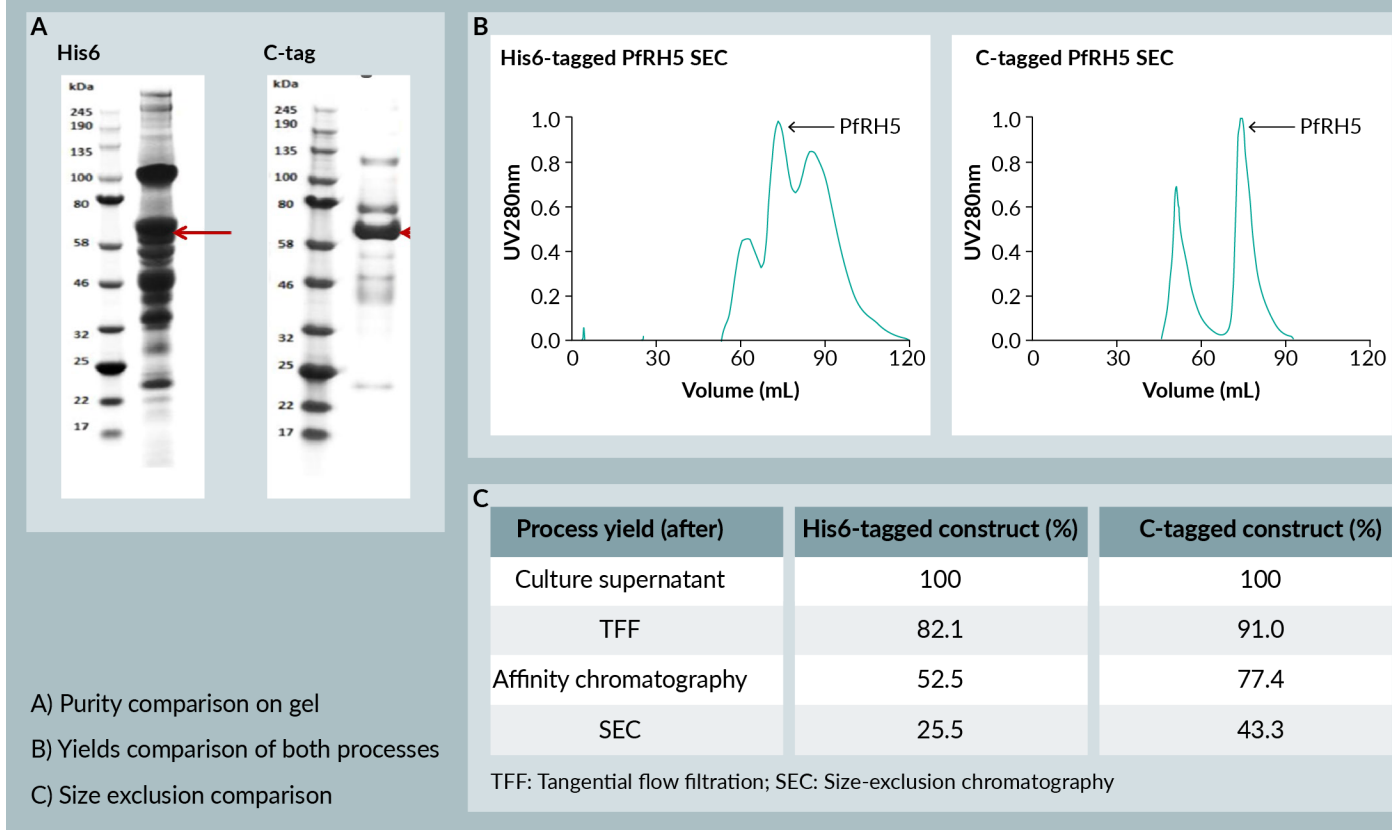 A
His6
C-tag
kDa
245
190
135
100
80
58
46
32
25
22
17
kDa
245
190
135
100
80
58
46
32
25
22
17
B
His6-tagged PfRH5 SEC
PfRH5
UV280nm
1.0
0.8
0.6
0.4
0.2
0.0
0 30 60 90 120
Volume (mL)
C-tagged PfRH5 SEC
PfRH5
UV280nm
1.0
0.8
0.6
0.4
0.2
0.0
0 30 60 90 120
Volume (mL)
C
Process yield (after) His6-tagged construct (%) C-tagged construct (%)
Culture supernatant 100 100
TFF 82.1 91.0
Affinity chromatography 52.5 77.4
SEC 25.5 43.3
TFF: Tangential flow filtration; SEC: Size-exclusion chromatography
A) Purity comparison on gel
B) Yields comparison of both processes
C) Size exclusion comparison